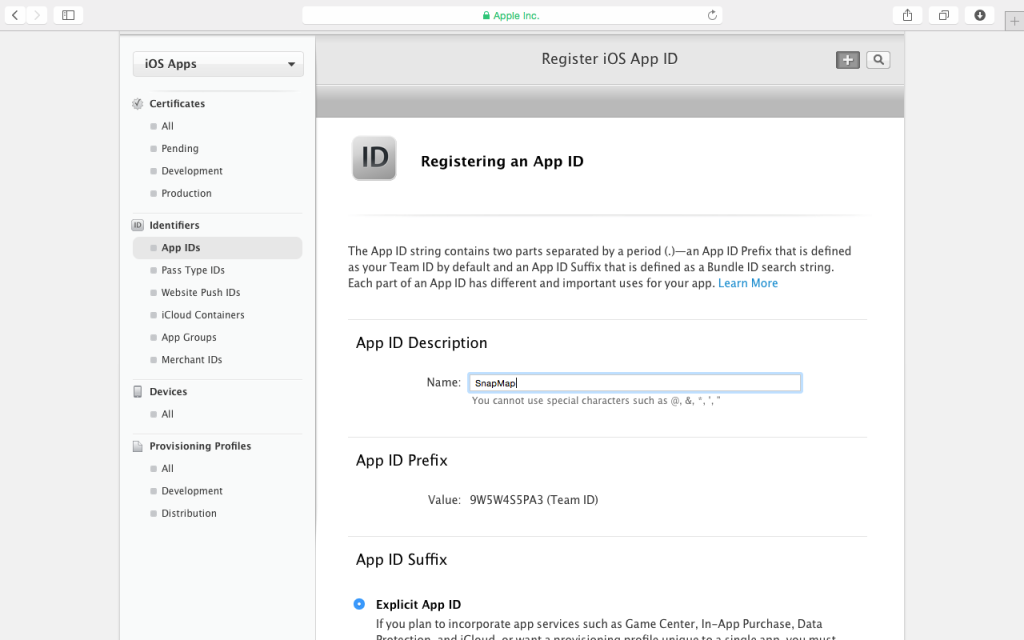 Apple Inc.
iOS Apps
Register iOS App ID
Certificates
All
Pending
Development
Production
ID
Identifiers
App IDs
Pass Type IDs
Website Push IDs
iCloud Containers
App Groups
Merchant IDs
Devices
All
Provisioning Profiles
All
Development
Distribution
ID
Registering an App ID
The App ID string contains two parts separated by a period (.)—an App ID Prefix that is defined
as your Team ID by default and an App ID Suffix that is defined as a Bundle ID search string.
Each part of an App ID has different and important uses for your app. Learn More
App ID Description
Name: SnapMap
You cannot use special characters such as @, &, *, ', "
App ID Prefix
Value: 9W5W4S5PA3 (Team ID)
App ID Suffix
Explicit App ID
If you plan to incorporate app services such as Game Center, In-App Purchase, Data
Protection, and iCloud, or want a provisioning profile unique to a single app, you must